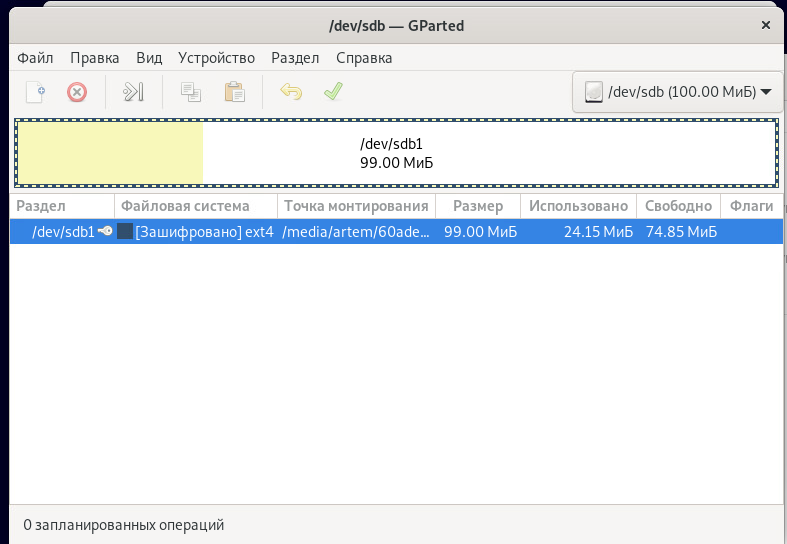 /dev/sdb — GParted
Файл Правка Вид Устройство Раздел Справка
/dev/sdb (100.00 МиБ)
/dev/sdb1
99.00 МиБ
Раздел Файловая система Точка монтирования Размер Использовано Свободно Флаги
/dev/sdb1 [Зашифровано] ext4 /media/artem/60ade... 99.00 МиБ 24.15 МиБ 74.85 МиБ
0 запланированных операций